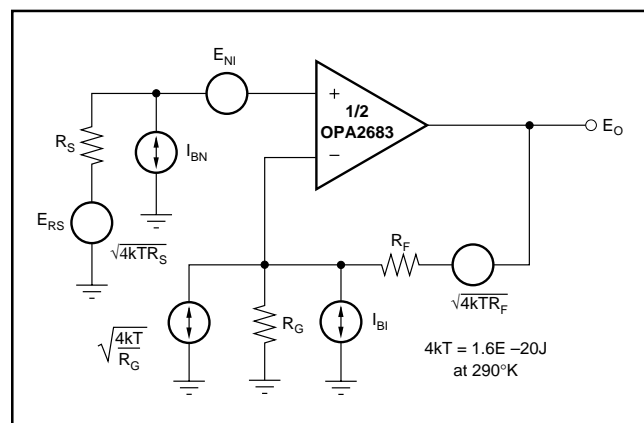 E_NI
+
1/2
OPA2683
−
E_O
R_S
I_BN
E_RS
√4kTR_S
R_F
√4kTR_F
√4kT/R_G
R_G
I_BI
4kT = 1.6E –20J
at 290°K